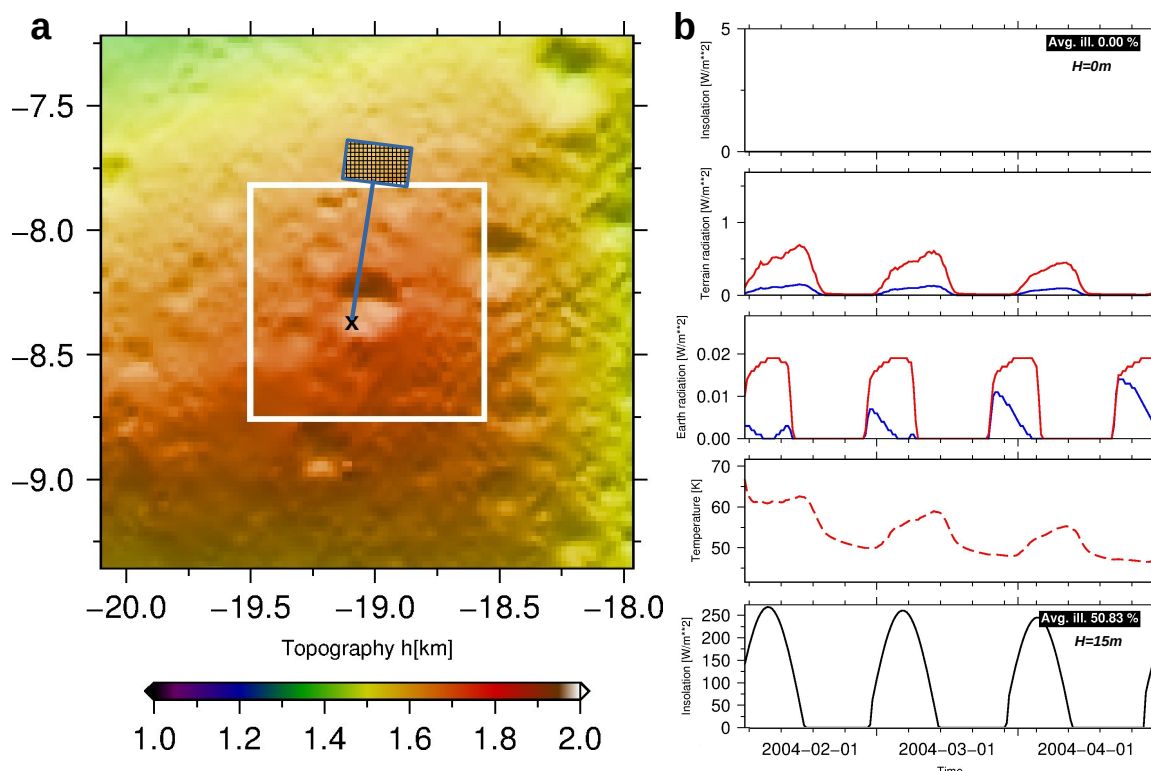 a
−7.5
−8.0
−8.5
−9.0
x
−20.0 −19.5 −19.0 −18.5 −18.0
Topography h[km]
1.0 1.2 1.4 1.6 1.8 2.0
b
Insolation [W/m**2]
5
0
Avg. ill. 0.00 %
H=0m
Terrain radiation [W/m**2]
1
0
Earth radiation [W/m**2]
0.02
0.01
0.00
Temperature [K]
70
60
50
Insolation [W/m**2]
250
200
150
100
50
0
Avg. ill. 50.83 %
H=15m
2004−02−01 2004−03−01 2004−04−01
Time